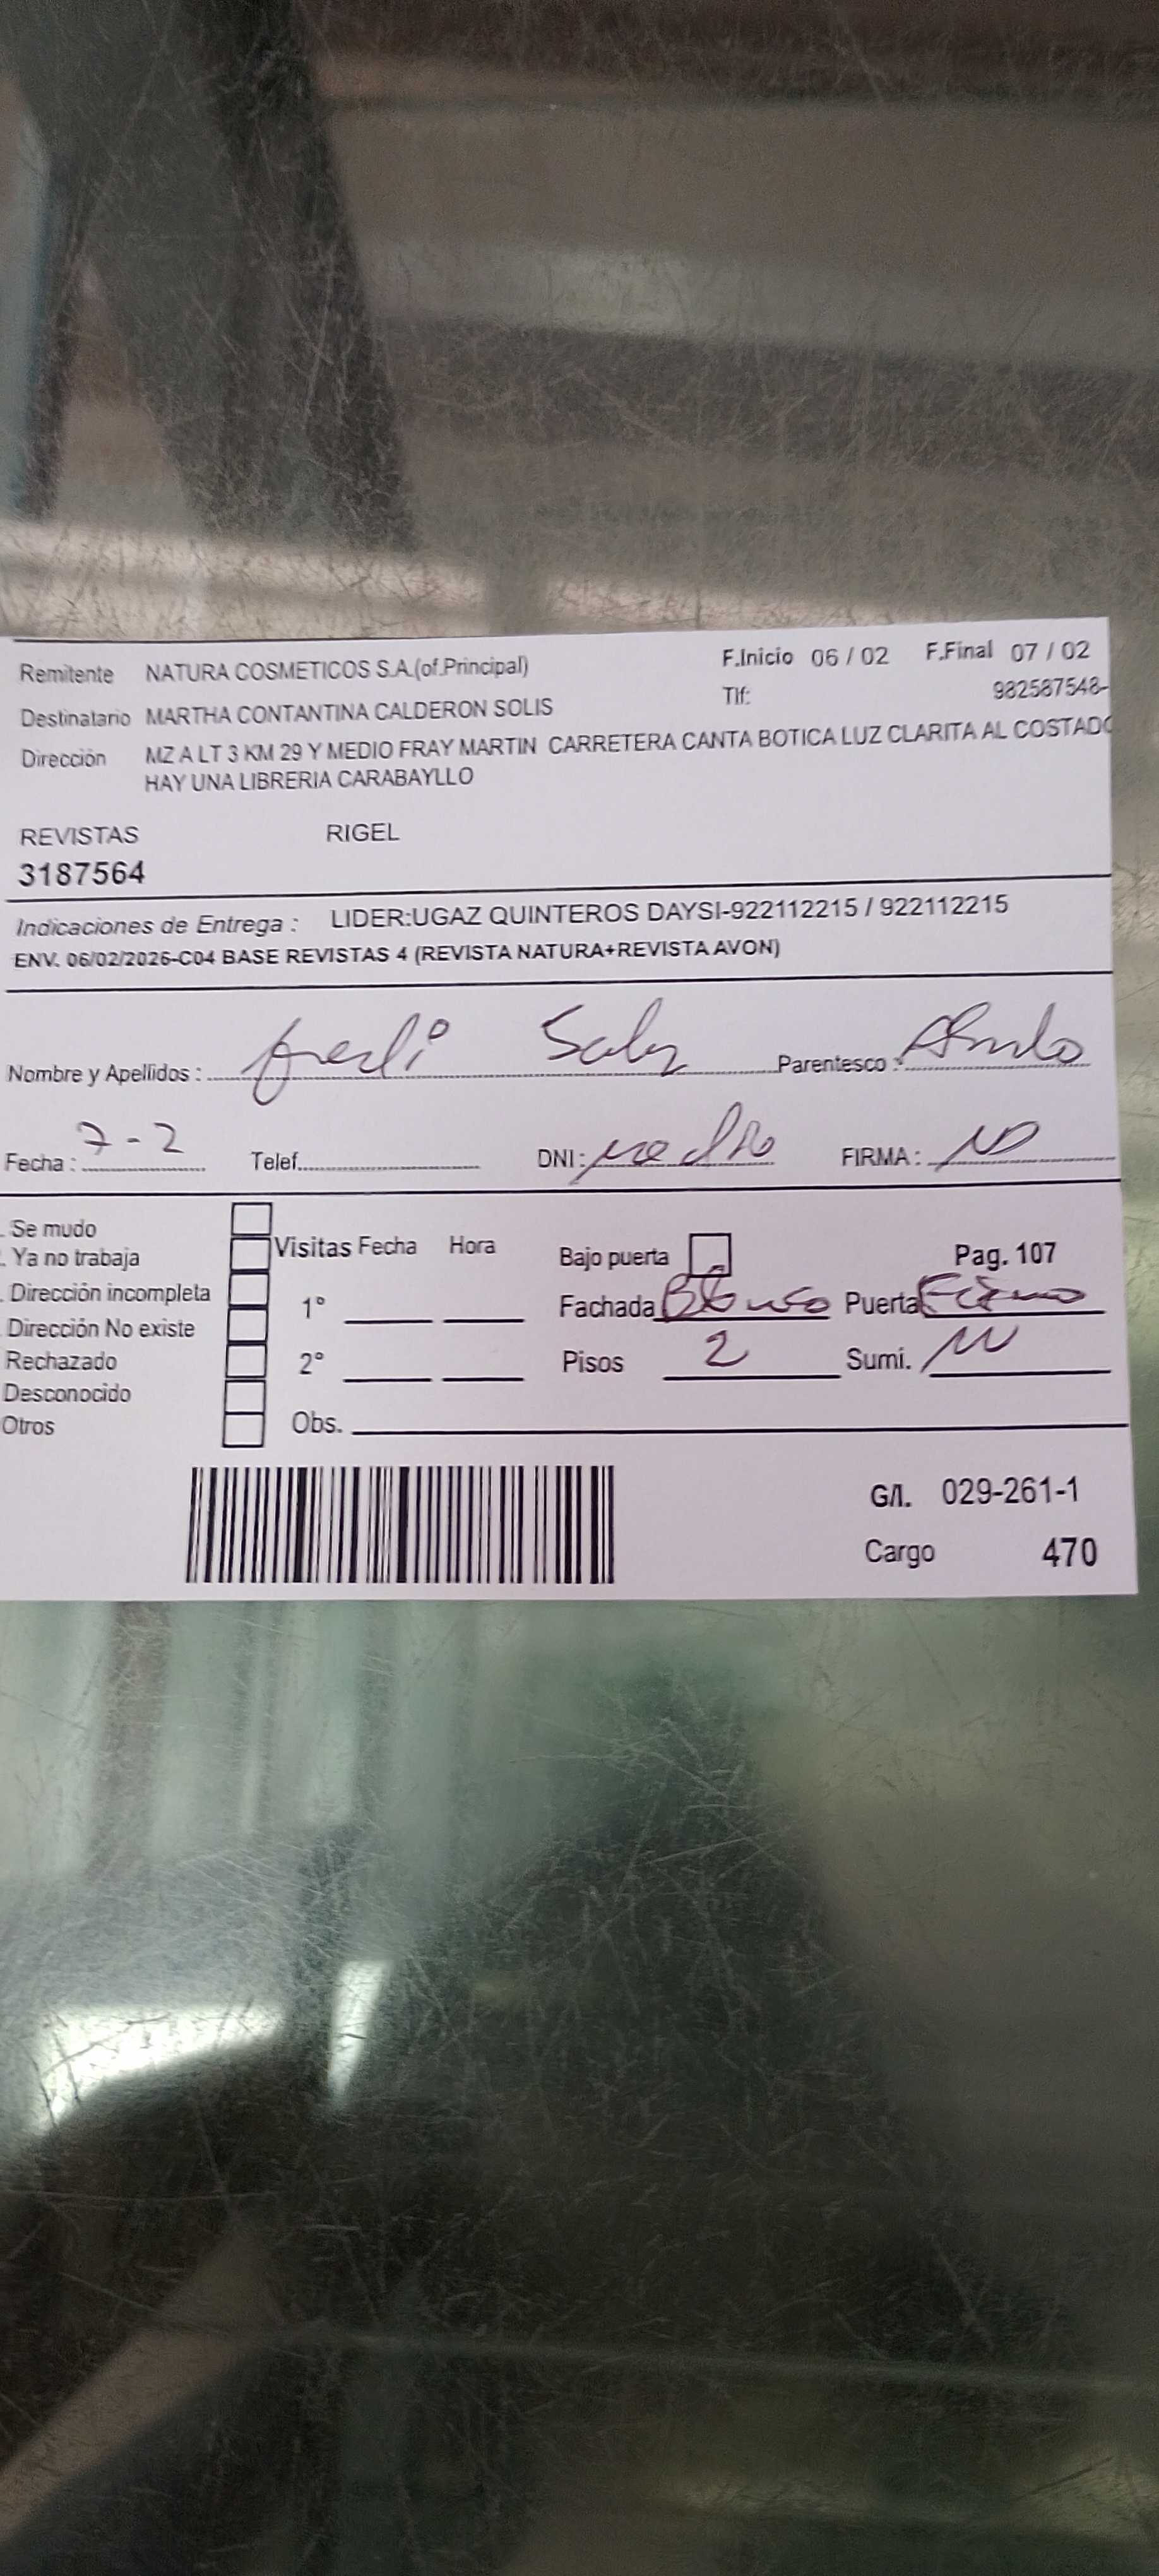 Remitente NATURA COSMETICOS S.A.(of.Principal) F.Inicio 06 / 02 F.Final 07 / 02
Tlf: 982587548-
Destinatario MARTHA CONTANTINA CALDERON SOLIS
Dirección MZ A LT 3 KM 29 Y MEDIO FRAY MARTIN CARRETERA CANTA BOTICA LUZ CLARITA AL COSTADO
HAY UNA LIBRERIA CARABAYLLO
REVISTAS RIGEL
3187564
Indicaciones de Entrega : LIDER:UGAZ QUINTEROS DAYSI-922112215 / 922112215
ENV. 06/02/2026-C04 BASE REVISTAS 4 (REVISTA NATURA+REVISTA AVON)
Nombre y Apellidos : Parentesco :
Fecha : 7-2 Telef. DNI: FIRMA :
. Se mudo
. Ya no trabaja Visitas Fecha Hora Bajo puerta Pag. 107
. Dirección incompleta 1° Fachada Blanco Puerta
Dirección No existe
Rechazado 2° Pisos 2 Sumi.
Desconocido
Otros Obs.
G/I. 029-261-1
Cargo 470